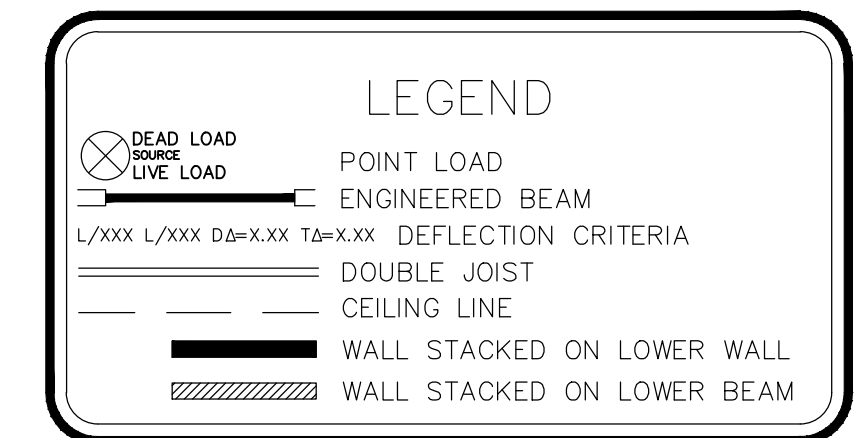 LEGEND
DEAD LOAD
SOURCE
LIVE LOAD
POINT LOAD
ENGINEERED BEAM
L/XXX L/XXX DΔ=X.XX TΔ=X.XX DEFLECTION CRITERIA
DOUBLE JOIST
CEILING LINE
WALL STACKED ON LOWER WALL
WALL STACKED ON LOWER BEAM